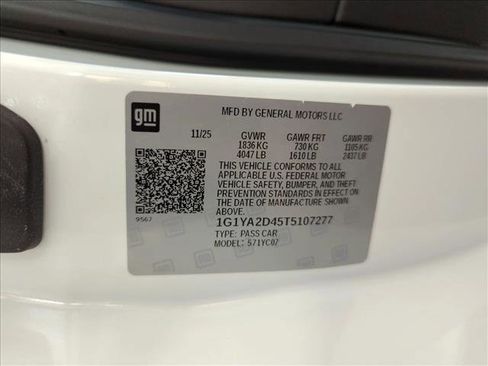 gm
MFD BY GENERAL MOTORS LLC
11/25 GVWR GAWR FRT GAWR RR
1836 KG 730 KG 1105 KG
4047 LB 1610 LB 2437 LB
THIS VEHICLE CONFORMS TO ALL
APPLICABLE U.S. FEDERAL MOTOR
VEHICLE SAFETY, BUMPER, AND THEFT
PREVENTION STANDARDS IN EFFECT ON
THE DATE OF MANUFACTURE SHOWN
ABOVE.
9567 1G1YA2D45T5107277
TYPE: PASS CAR
MODEL: 571YC07